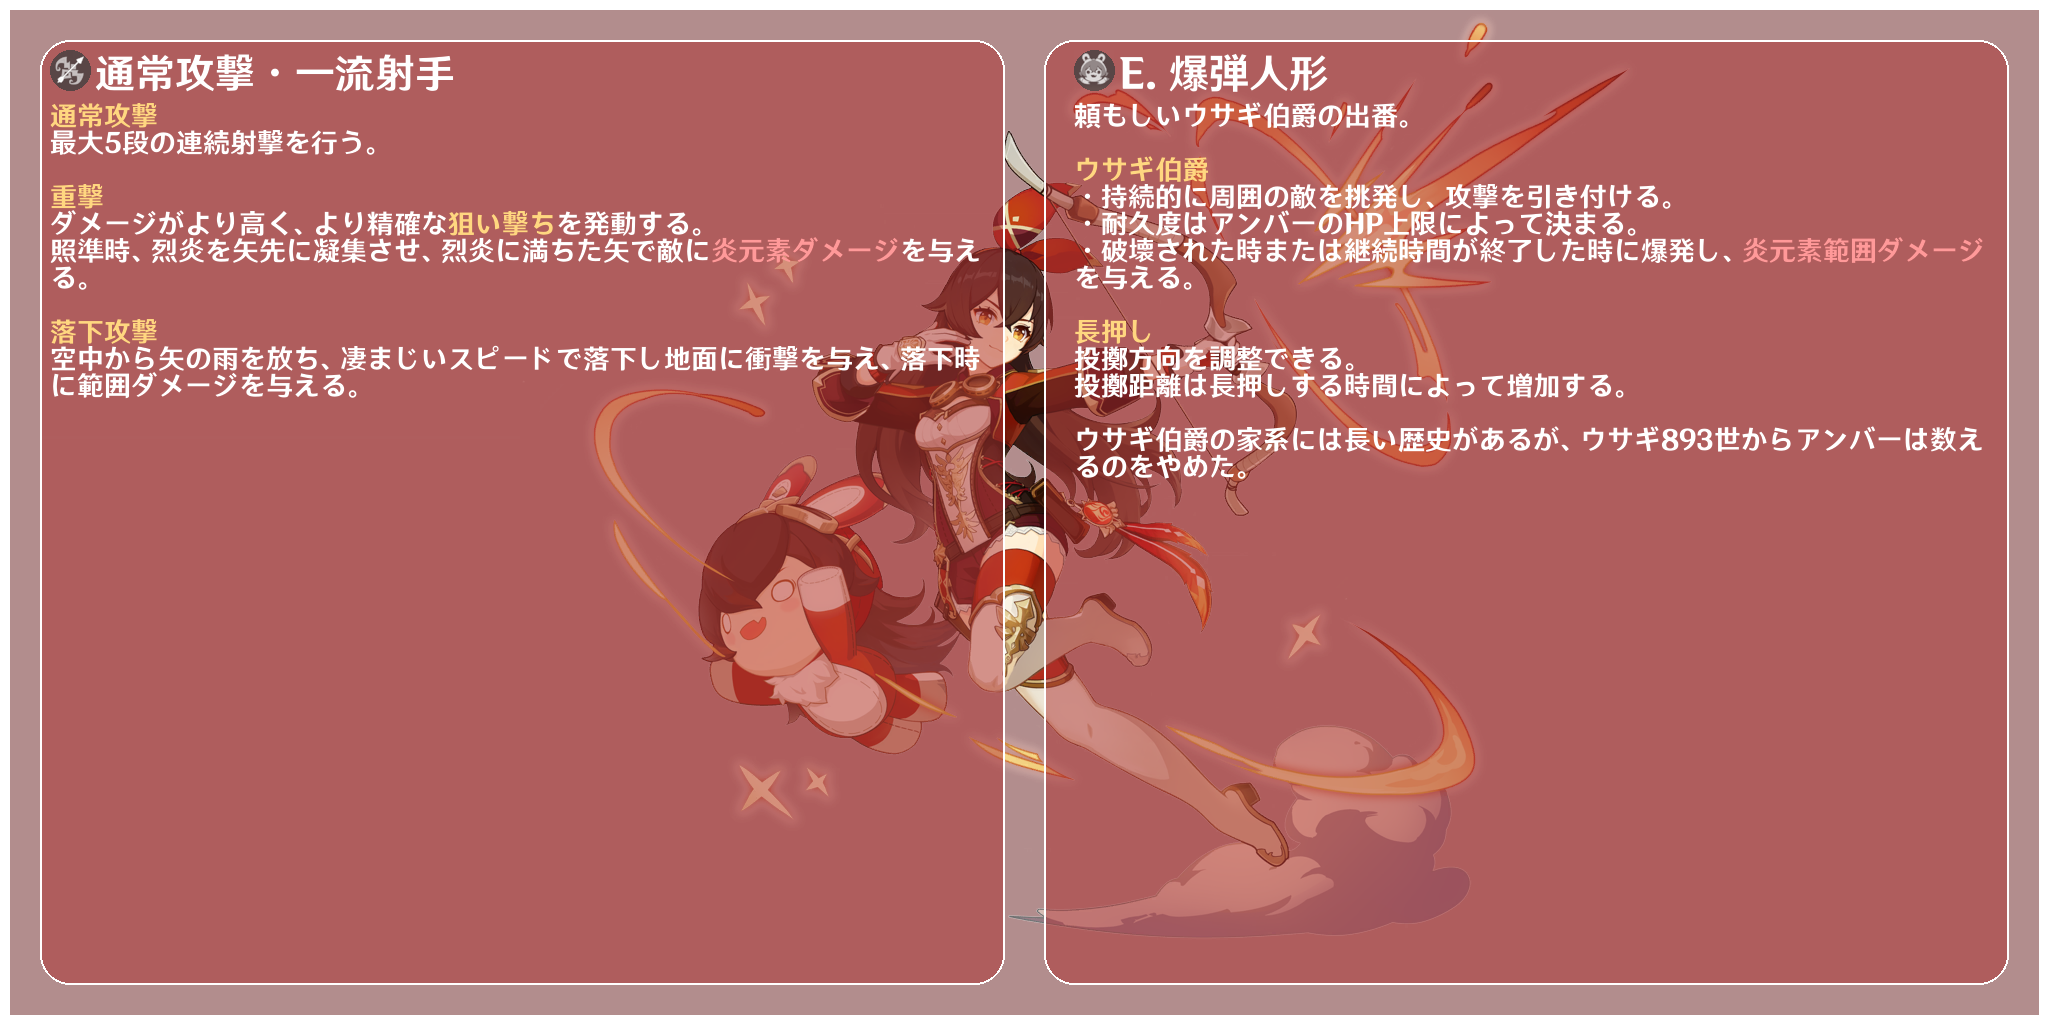 通常攻撃・一流射手
通常攻撃
最大5段の連続射撃を行う。
重撃
ダメージがより高く、より精確な狙い撃ちを発動する。
照準時、烈炎を矢先に凝集させ、烈炎に満ちた矢で敵に炎元素ダメージを与え
る。
落下攻撃
空中から矢の雨を放ち、凄まじいスピードで落下し地面に衝撃を与え、落下時
に範囲ダメージを与える。
E. 爆弾人形
頼もしいウサギ伯爵の出番。
ウサギ伯爵
・持続的に周囲の敵を挑発し、攻撃を引き付ける。
・耐久度はアンバーのHP上限によって決まる。
・破壊された時または継続時間が終了した時に爆発し、炎元素範囲ダメージ
を与える。
長押し
投擲方向を調整できる。
投擲距離は長押しする時間によって増加する。
ウサギ伯爵の家系には長い歴史があるが、ウサギ893世からアンバーは数え
るのをやめた。